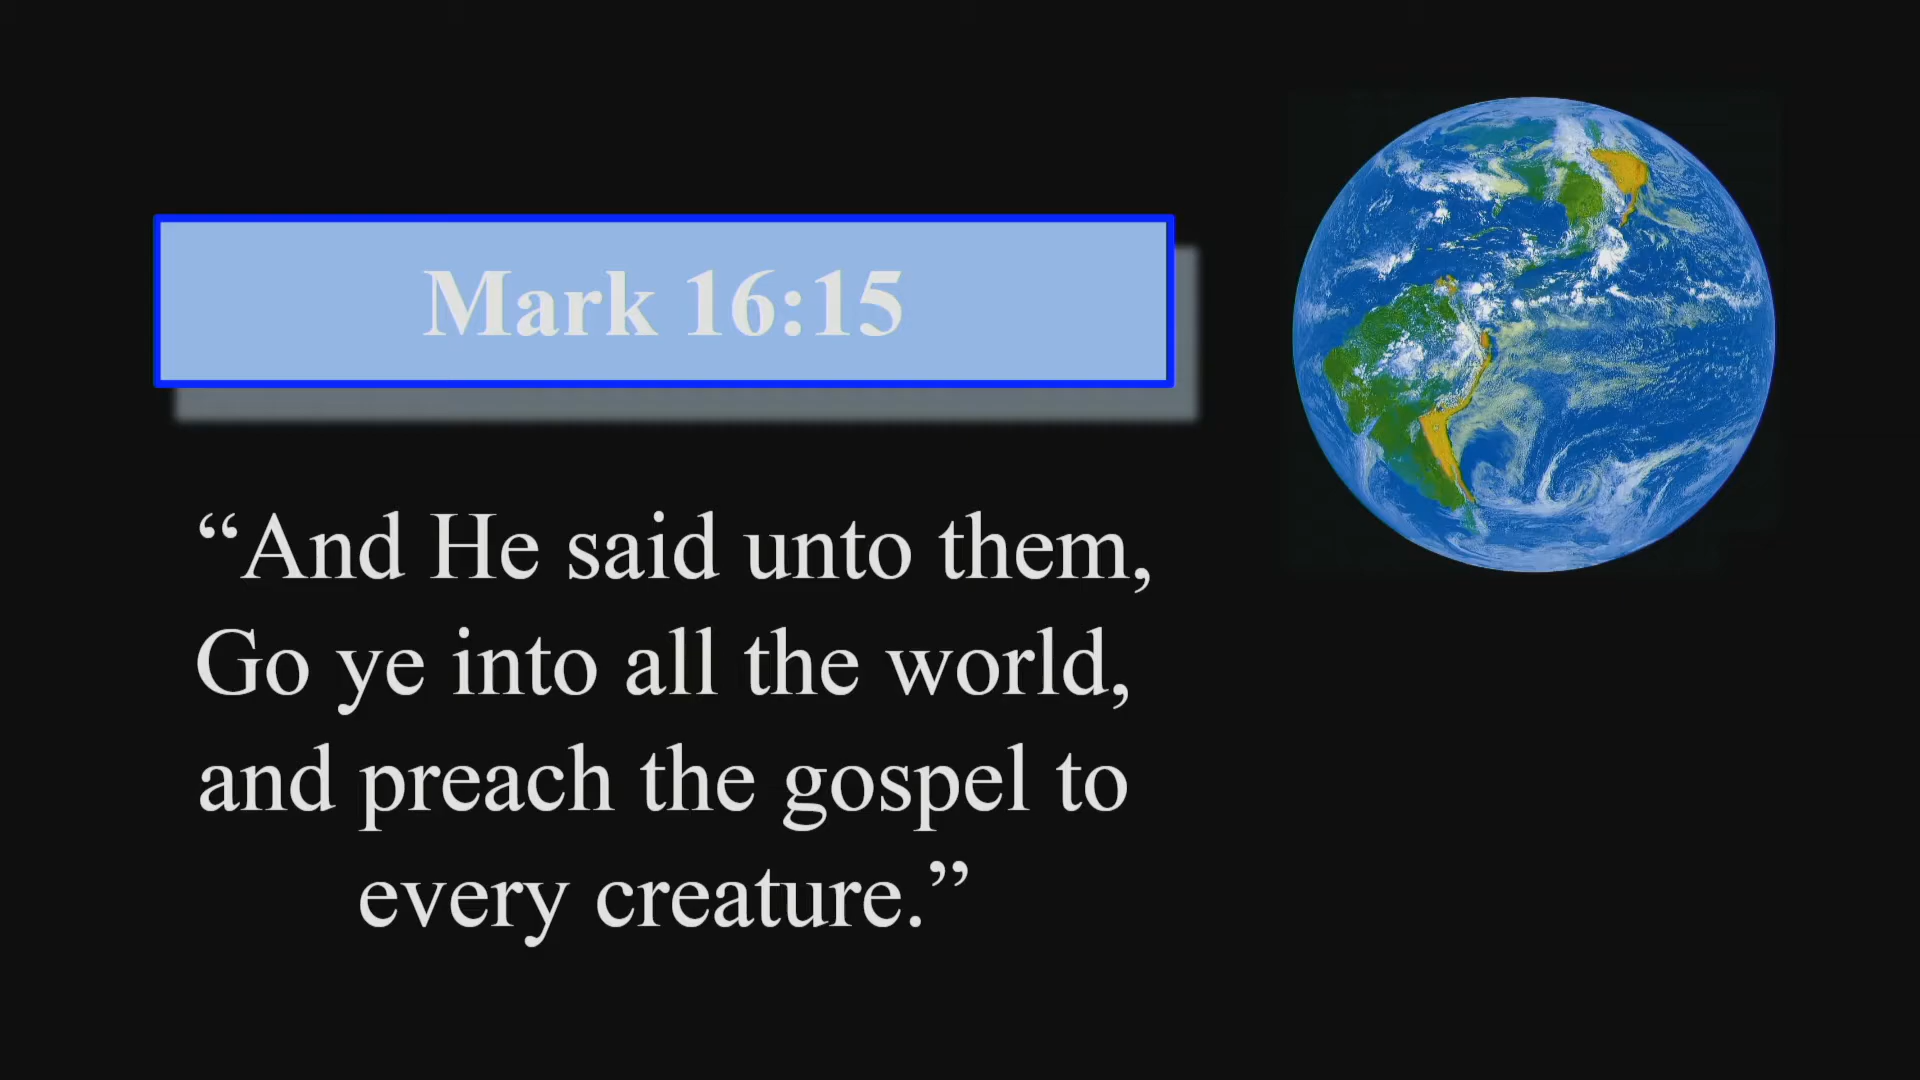 Mark 16:15
“And He said unto them,
Go ye into all the world,
and preach the gospel to
every creature.”